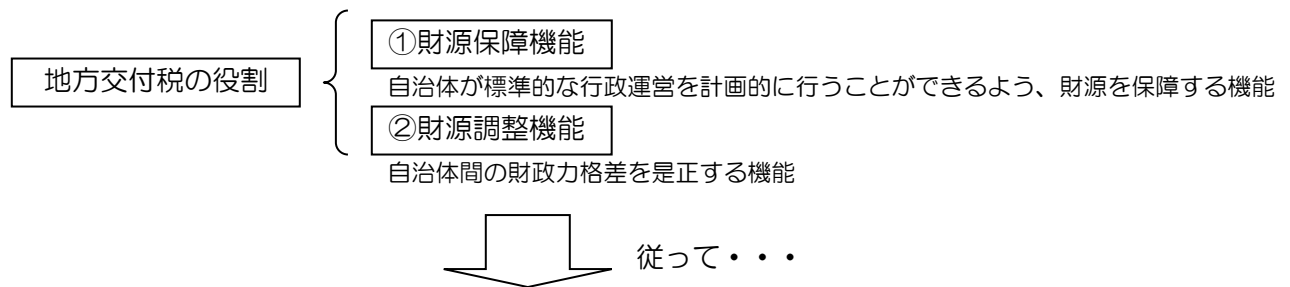 ①財源保障機能
地方交付税の役割
自治体が標準的な行政運営を計画的に行うことができるよう、財源を保障する機能
②財源調整機能
自治体間の財政力格差を是正する機能
従って・・・